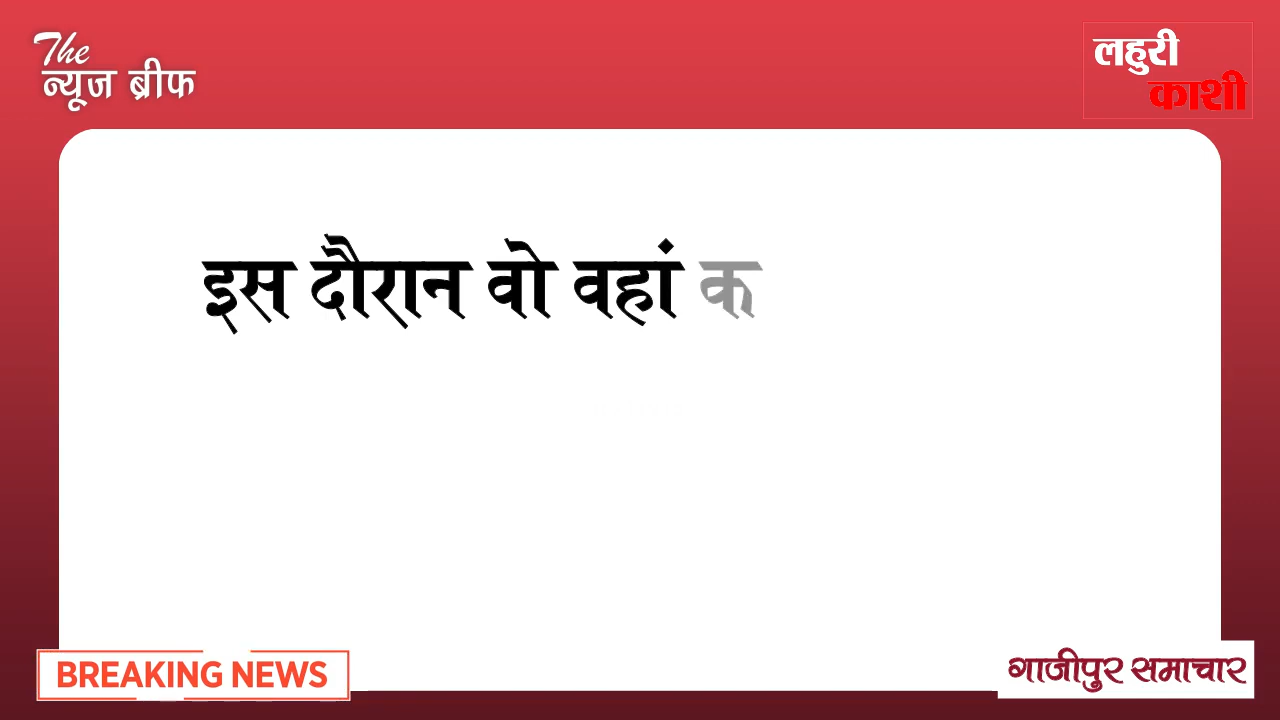 The
न्यूज ब्रीफ
लहुरी
काशी
इस दौरान वो वहां क
BREAKING NEWS
गाजीपुर समाचार